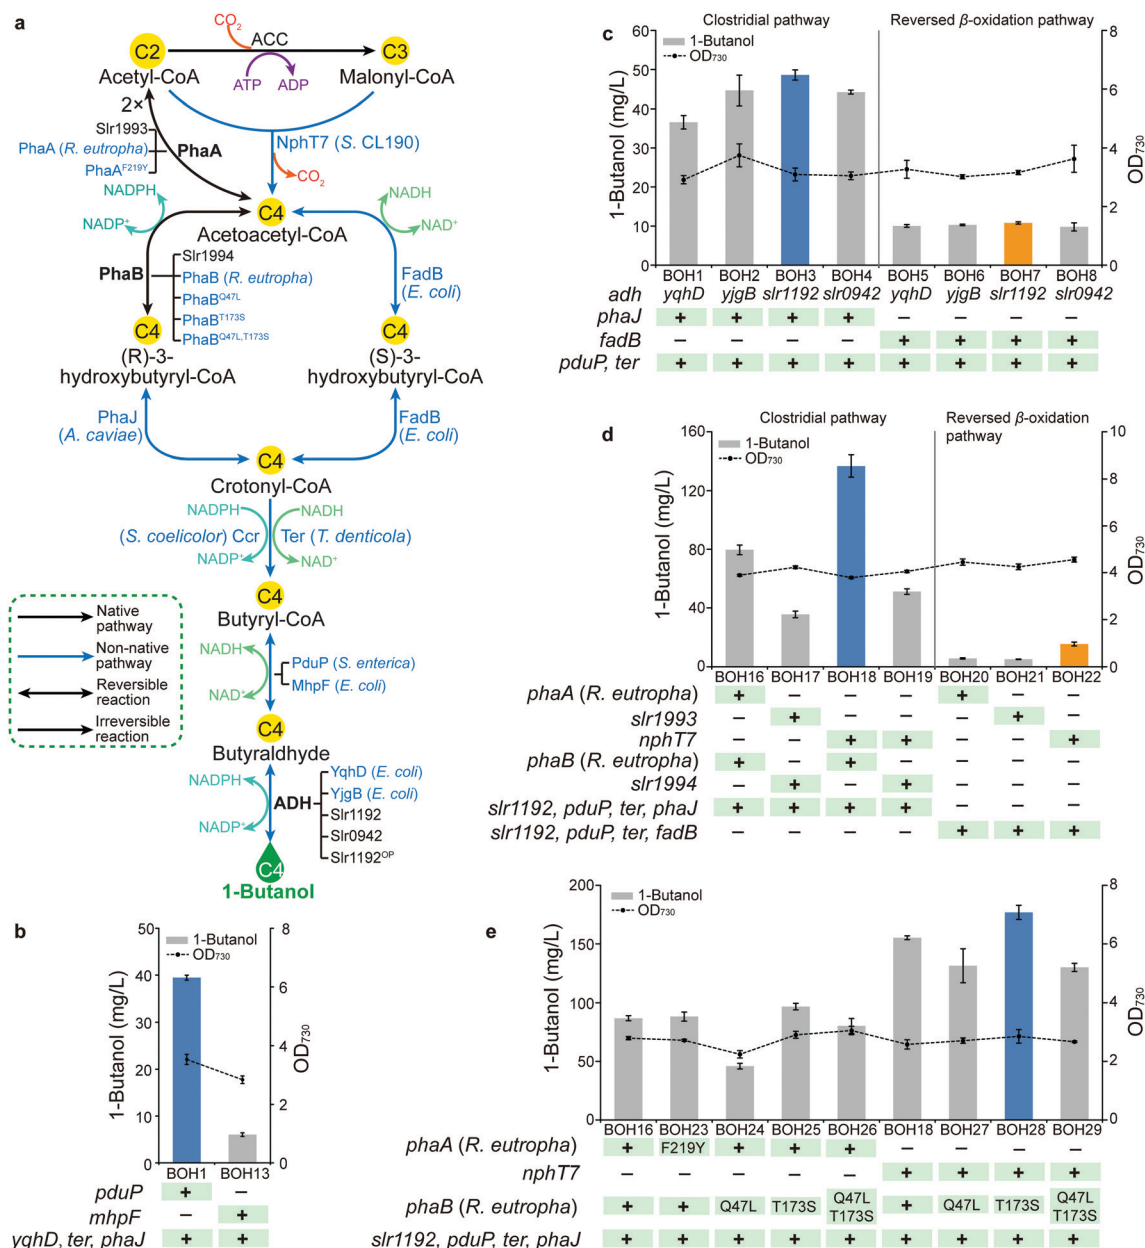 a
CO2
C2
ACC
C3
Acetyl-CoA
Malonyl-CoA
ATP
ADP
2×
Slr1993
PhaA (R. eutropha)
PhaA
PhaA^F219Y
NphT7 (S. CL190)
CO2
NADPH
NADP+
NADH
NAD+
C4
Acetoacetyl-CoA
PhaB
Slr1994
PhaB (R. eutropha)
PhaB^Q47L
PhaB^T173S
PhaB^Q47L,T173S
FadB
(E. coli)
C4
C4
(R)-3-
hydroxybutyryl-CoA
(S)-3-
hydroxybutyryl-CoA
PhaJ
(A. caviae)
FadB
(E. coli)
C4
Crotonyl-CoA
NADPH
NADH
(S. coelicolor) Ccr
Ter (T. denticola)
NADP+
NAD+
C4
Butyryl-CoA
NADH
NAD+
PduP (S. enterica)
MhpF (E. coli)
C4
Butyraldhyde
NADPH
NADP+
ADH
YqhD (E. coli)
YjgB (E. coli)
Slr1192
Slr0942
Slr1192^OP
C4
1-Butanol
Native
pathway
Non-native
pathway
Reversible
reaction
Irreversible
reaction
b
1-Butanol (mg/L)
50
40
30
20
10
0
1-Butanol
OD730
8
6
4
2
0
OD730
BOH1 BOH13
pduP + –
mhpF – +
yqhD, ter, phaJ + +
c
Clostridial pathway
Reversed β-oxidation pathway
1-Butanol (mg/L)
60
50
40
30
20
10
0
1-Butanol
OD730
8
6
4
2
0
OD730
BOH1 BOH2 BOH3 BOH4 BOH5 BOH6 BOH7 BOH8
adh yqhD yjgB slr1192 slr0942 yqhD yjgB slr1192 slr0942
phaJ + + + + – – – –
fadB – – – – + + + +
pduP, ter + + + + + + + +
d
Clostridial pathway
Reversed β-oxidation
pathway
1-Butanol (mg/L)
160
120
80
40
0
1-Butanol
OD730
10
8
6
4
2
0
OD730
BOH16 BOH17 BOH18 BOH19 BOH20 BOH21 BOH22
phaA (R. eutropha) + – – – + – –
slr1993 – + – – – + –
nphT7 – – + + – – +
phaB (R. eutropha) + – + – – – –
slr1994 – + – + – – –
slr1192, pduP, ter, phaJ + + + + – – –
slr1192, pduP, ter, fadB – – – – + + +
e
1-Butanol (mg/L)
200
150
100
50
0
1-Butanol
OD730
8
6
4
2
0
OD730
BOH16 BOH23 BOH24 BOH25 BOH26 BOH18 BOH27 BOH28 BOH29
phaA (R. eutropha) + F219Y + + + – – – –
nphT7 – – – – – + + + +
phaB (R. eutropha) + + Q47L T173S Q47L T173S + Q47L T173S Q47L T173S
slr1192, pduP, ter, phaJ + + + + + + + + +